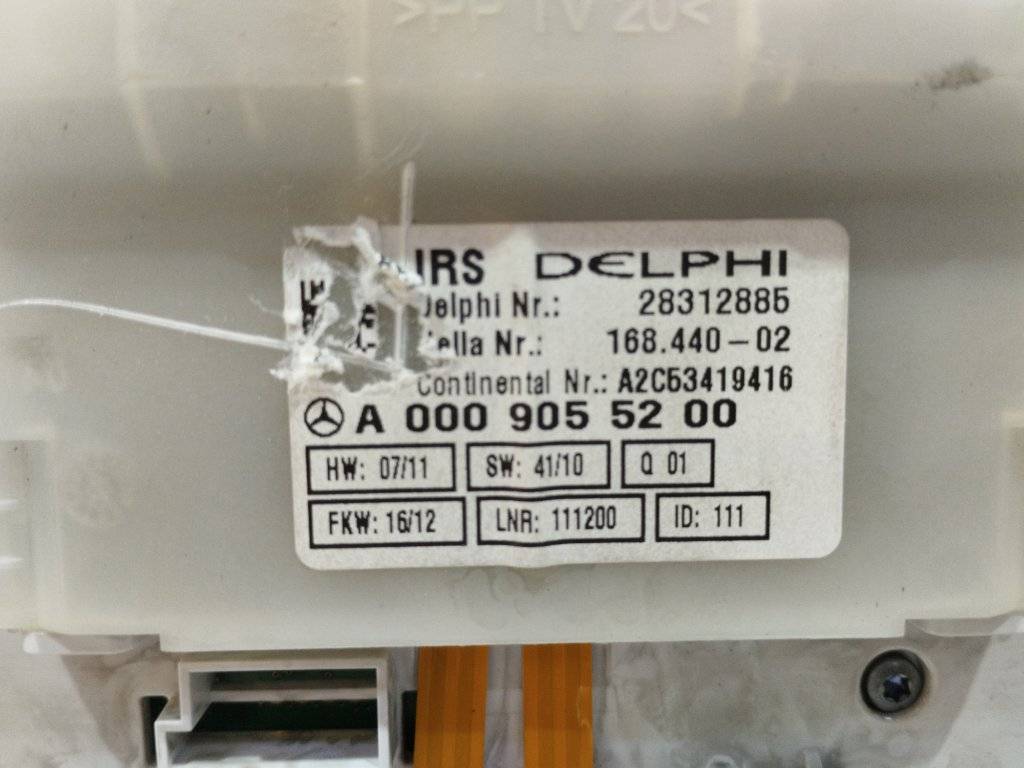 >PP TV 20<
IRS DELPHI
Delphi Nr.: 28312885
Hella Nr.: 168.440-02
Continental Nr.: A2C53419416
A 000 905 52 00
HW: 07/11 SW: 41/10 Q 01
FKW: 16/12 LNR: 111200 ID: 111